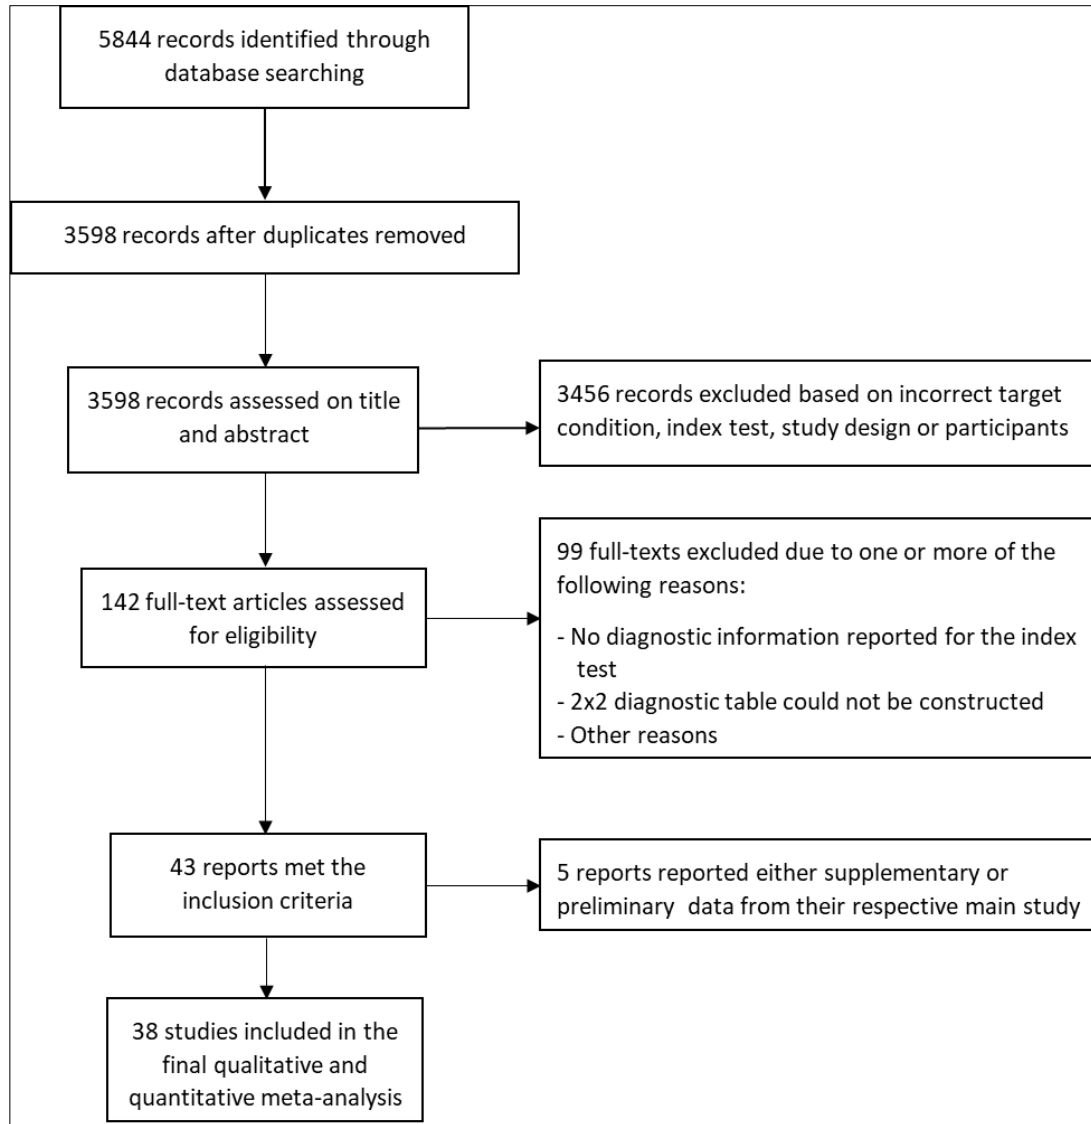 5844 records identified through
database searching
3598 records after duplicates removed
3598 records assessed on title
and abstract
3456 records excluded based on incorrect target
condition, index test, study design or participants
142 full-text articles assessed
for eligibility
99 full-texts excluded due to one or more of the
following reasons:
- No diagnostic information reported for the index
test
- 2x2 diagnostic table could not be constructed
- Other reasons
43 reports met the
inclusion criteria
5 reports reported either supplementary or
preliminary data from their respective main study
38 studies included in the
final qualitative and
quantitative meta-analysis